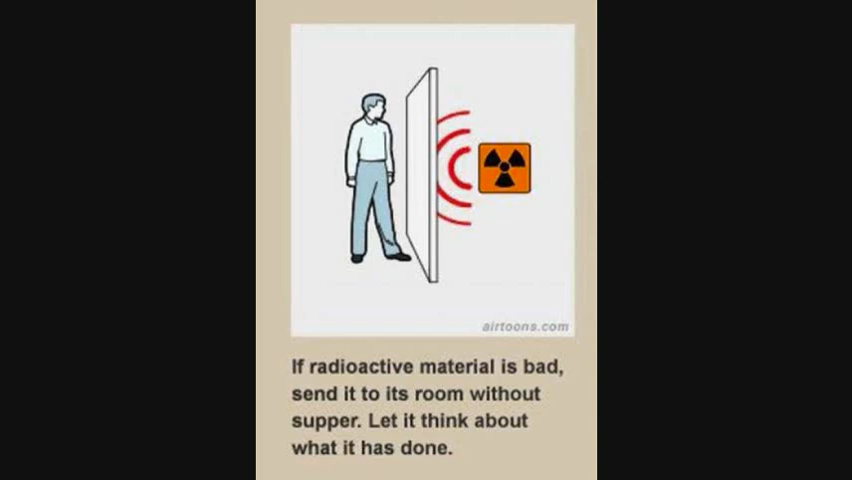 airtoons.com
If radioactive material is bad,
send it to its room without
supper. Let it think about
what it has done.